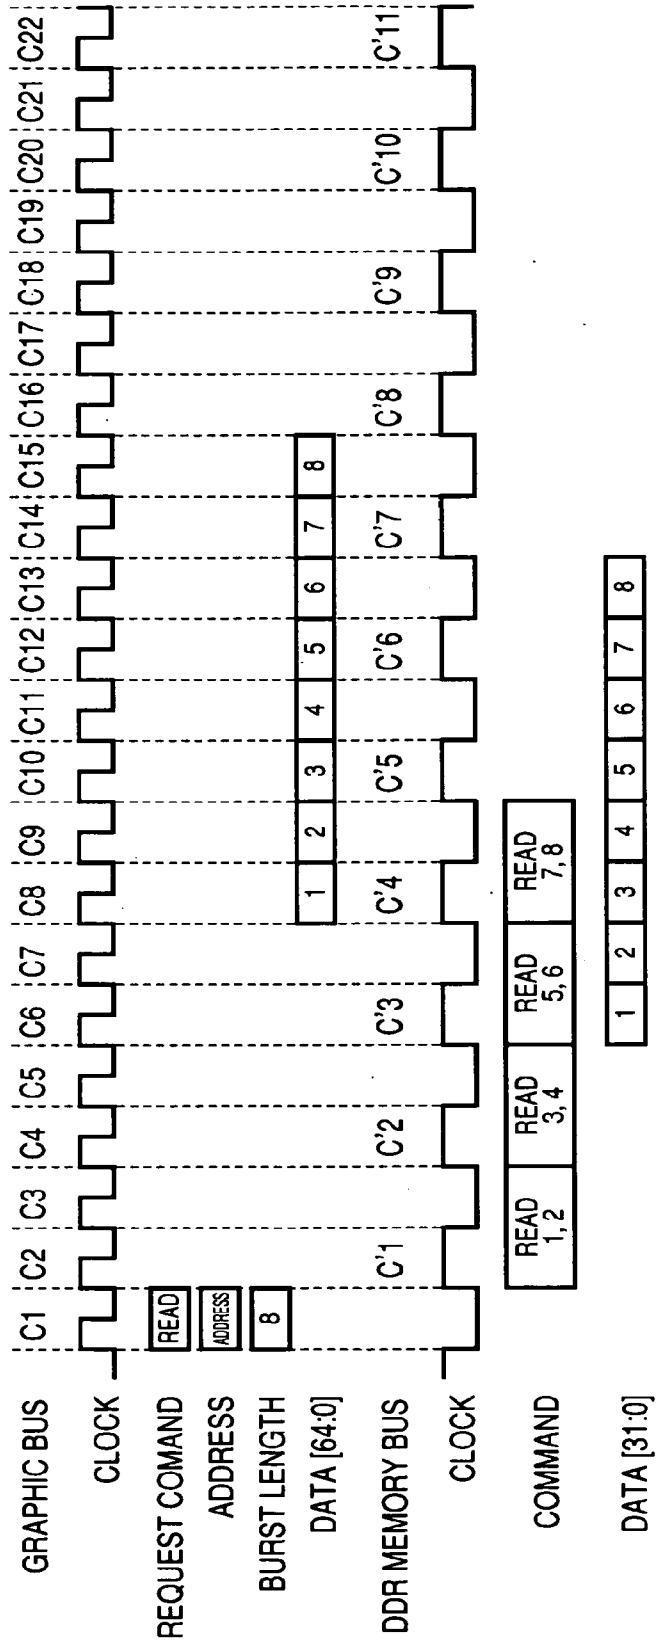 GRAPHIC BUS C1 C2 C3 C4 C5 C6 C7 C8 C9 C10 C11 C12 C13 C14 C15 C16 C17 C18 C19 C20 C21 C22
CLOCK
REQUEST COMAND READ
ADDRESS ADDRESS
BURST LENGTH 8
DATA [64:0] 1 2 3 4 5 6 7 8
DDR MEMORY BUS C'1 C'2 C'3 C'4 C'5 C'6 C'7 C'8 C'9 C'10 C'11
CLOCK
COMMAND READ 1, 2 READ 3, 4 READ 5, 6 READ 7, 8
DATA [31:0] 1 2 3 4 5 6 7 8